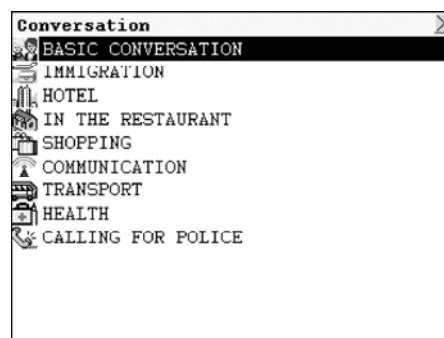 Conversation
BASIC CONVERSATION
IMMIGRATION
HOTEL
IN THE RESTAURANT
SHOPPING
COMMUNICATION
TRANSPORT
HEALTH
CALLING FOR POLICE